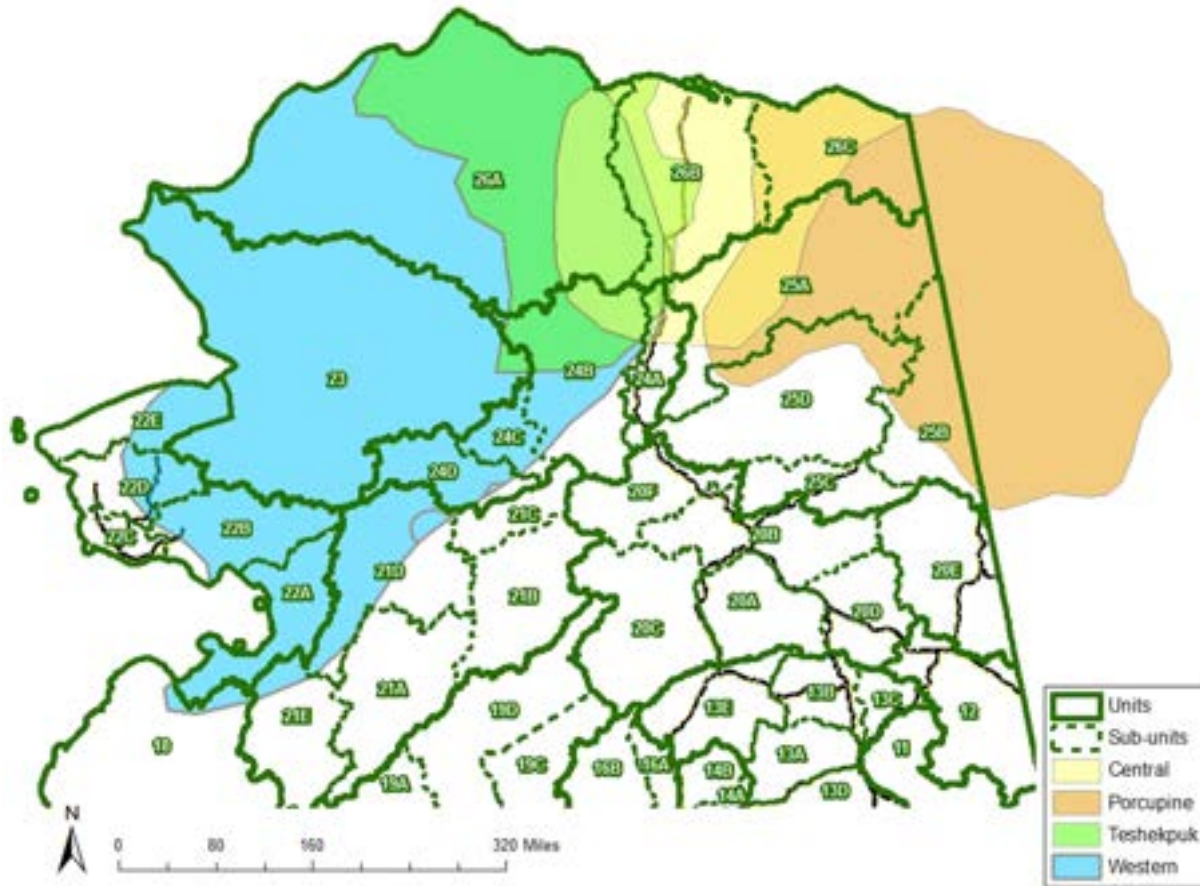 26C
26B
26A
25A
23
24B
24A
25D
22E
24C
25B
24D
22D
20F
25C
21C
22B
22C
20B
21D
20E
22A
21B
20A
20D
20C
21A
13B
13C
12
19D
13E
21E
18
11
19C
16B
16A
14B
13A
19A
14A
13D
Units
Sub-units
Central
Porcupine
Teshekpuk
Western
N
0 80 160 320 Miles